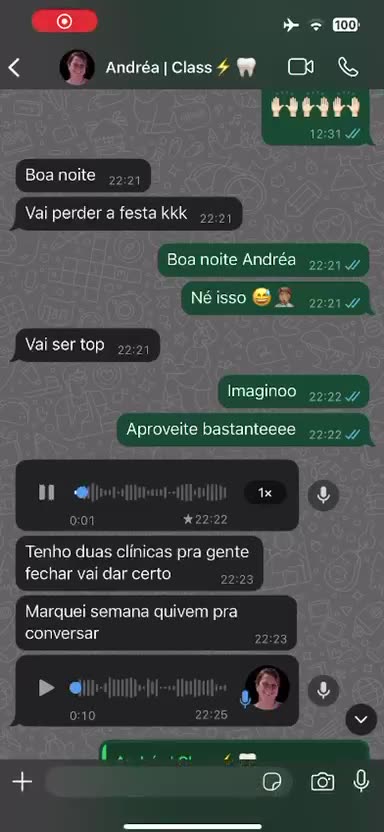 100
Andréa | Class⚡🦷
🙌🏻🙌🏻🙌🏻
12:31
Boa noite 22:21
Vai perder a festa kkk 22:21
Boa noite Andréa 22:21
Né isso 😅🤦🏽‍♂️ 22:21
Vai ser top 22:21
Imaginoo 22:22
Aproveite bastanteeee 22:22
1×
0:01 ★22:22
Tenho duas clínicas pra gente
fechar vai dar certo 22:23
Marquei semana quivem pra
conversar 22:23
0:10 22:25